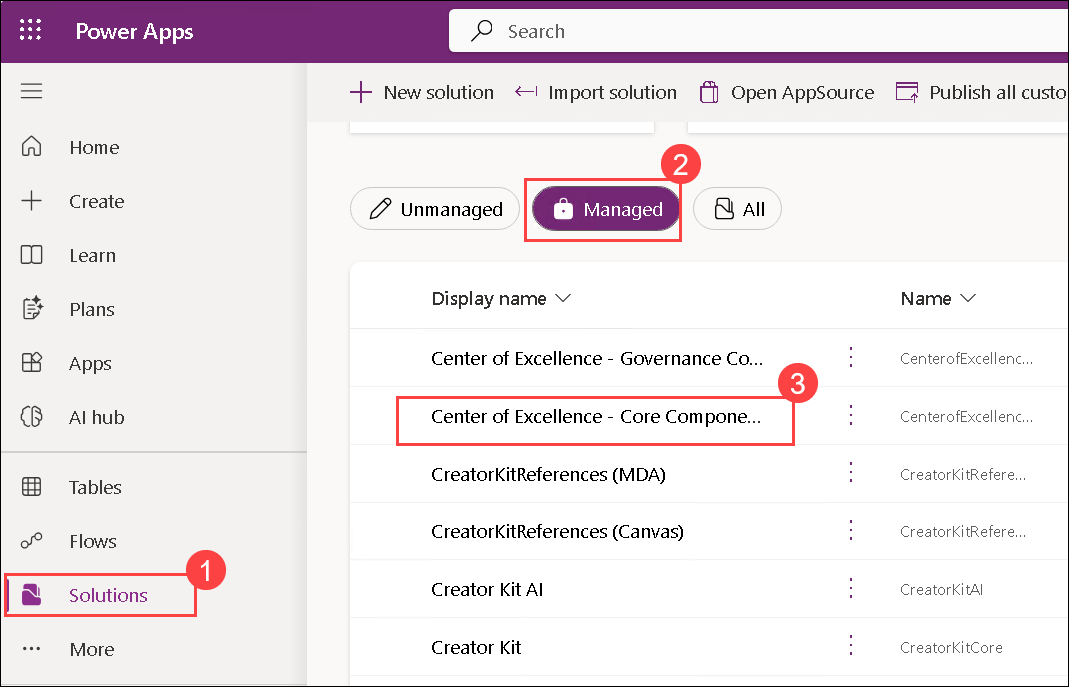 Power Apps
Search
New solution
Import solution
Open AppSource
Publish all custo
Home
Create
Learn
Plans
Apps
AI hub
Tables
Flows
1
Solutions
More
2
Unmanaged
Managed
All
Display name
Name
Center of Excellence - Governance Co...
CenterofExcellenc...
3
Center of Excellence - Core Compone...
CenterofExcellenc...
CreatorKitReferences (MDA)
CreatorKitRefere...
CreatorKitReferences (Canvas)
CreatorKitRefere...
Creator Kit AI
CreatorKitAI
Creator Kit
CreatorKitCore